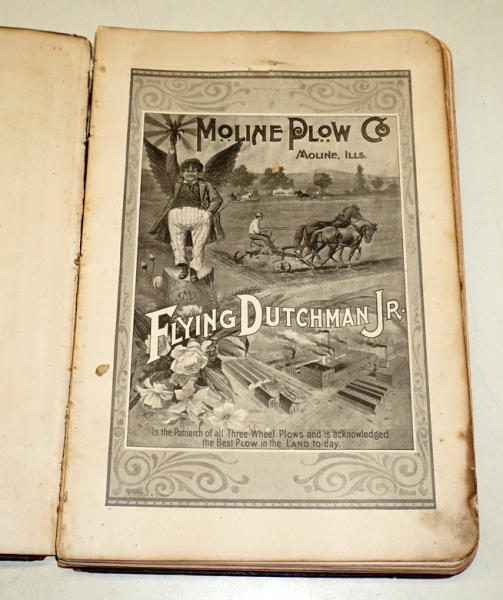 Moline Plow Co
Moline, Ills.
Flying Dutchman Jr.
Is the Patriarch of all Three-Wheel Plows and is acknowledged
the Best Plow in the Land to day.